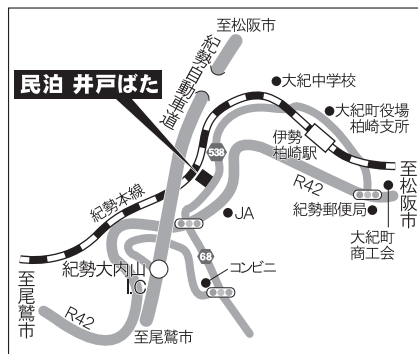 至松阪市
紀勢自動車道
民泊 井戸ばた
大紀中学校
大紀町役場
柏崎支所
伊勢
柏崎駅
538
至松阪市
R42
紀勢本線
JA
紀勢郵便局
大紀町
商工会
68
コンビニ
紀勢大内山
I.C
至尾鷲市
R42
至尾鷲市